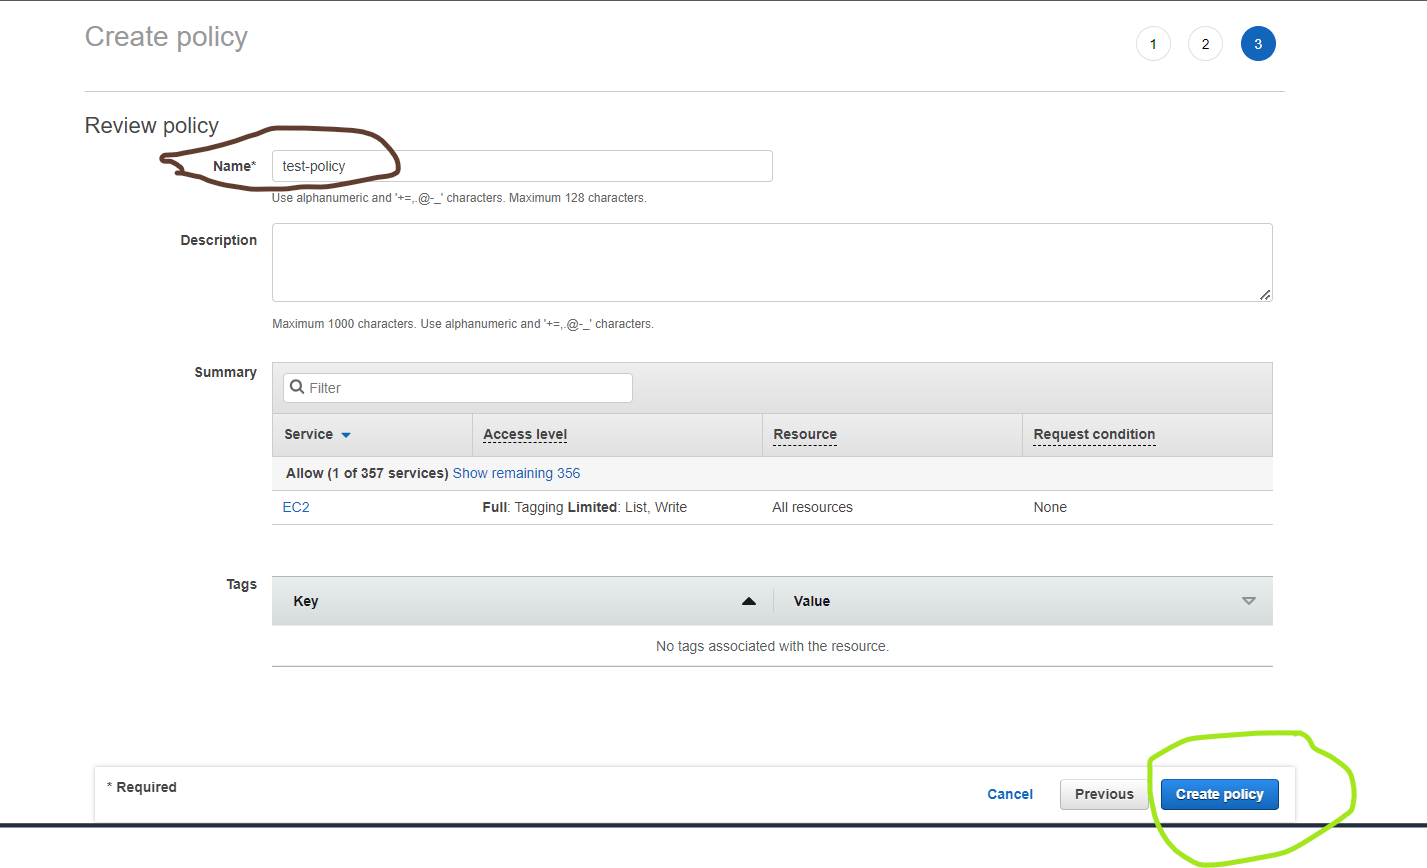 Create policy
1 2 3
Review policy
Name* test-policy
Use alphanumeric and '+=,.@-_' characters. Maximum 128 characters.
Description
Maximum 1000 characters. Use alphanumeric and '+=,.@-_' characters.
Summary Filter
Service Access level Resource Request condition
Allow (1 of 357 services) Show remaining 356
EC2 Full: Tagging Limited: List, Write All resources None
Tags
Key Value
No tags associated with the resource.
* Required Cancel Previous Create policy